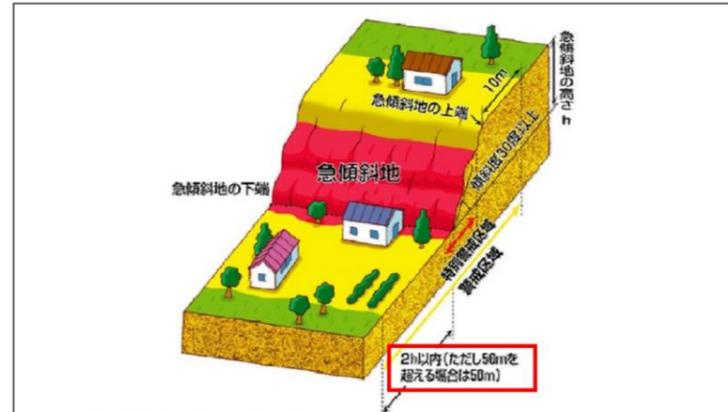 急傾斜地の高さh
10m
急傾斜地の上端
傾斜度30度以上
急傾斜地
急傾斜地の下端
特別警戒区域
警戒区域
2h以内(ただし50mを
超える場合は50m)